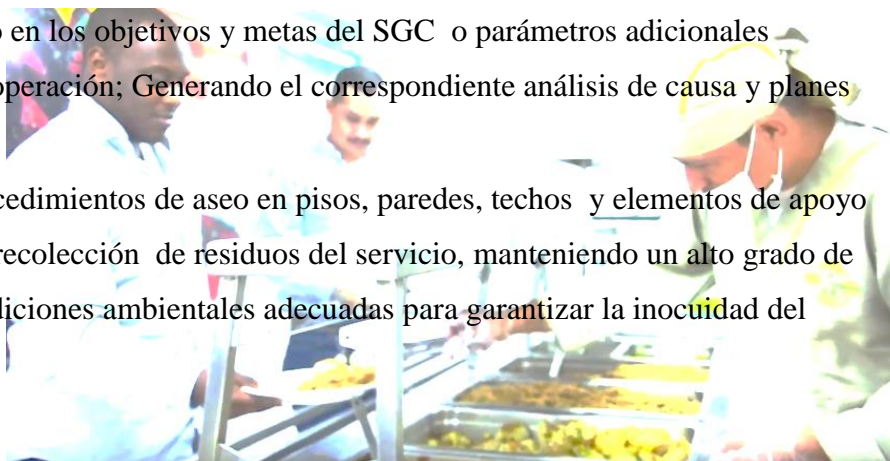 en los objetivos y metas del SGC o parámetros adicionales
operación; Generando el correspondiente análisis de causa y planes
cedimientos de aseo en pisos, paredes, techos y elementos de apoyo
recolección de residuos del servicio, manteniendo un alto grado de
diciones ambientales adecuadas para garantizar la inocuidad del